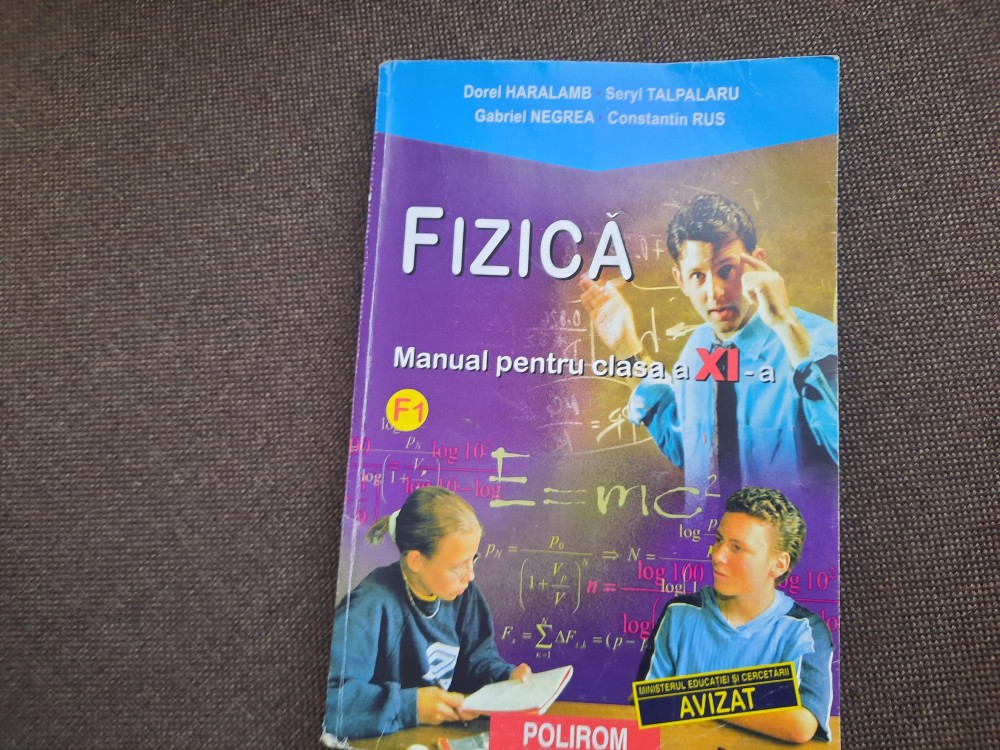 Dorel HARALAMB · Seryl TALPALARU
Gabriel NEGREA · Constantin RUS
FIZICĂ
Manual pentru clasa a XI-a
F1
E=mc²
MINISTERUL EDUCAȚIEI ȘI CERCETĂRII
AVIZAT
POLIROM